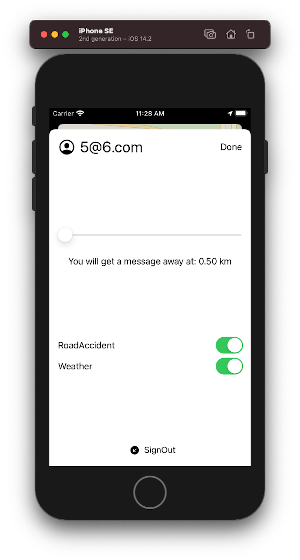 iPhone SE
2nd generation – iOS 14.2
Carrier 11:28 AM
5@6.com Done
You will get a message away at: 0.50 km
RoadAccident
Weather
SignOut